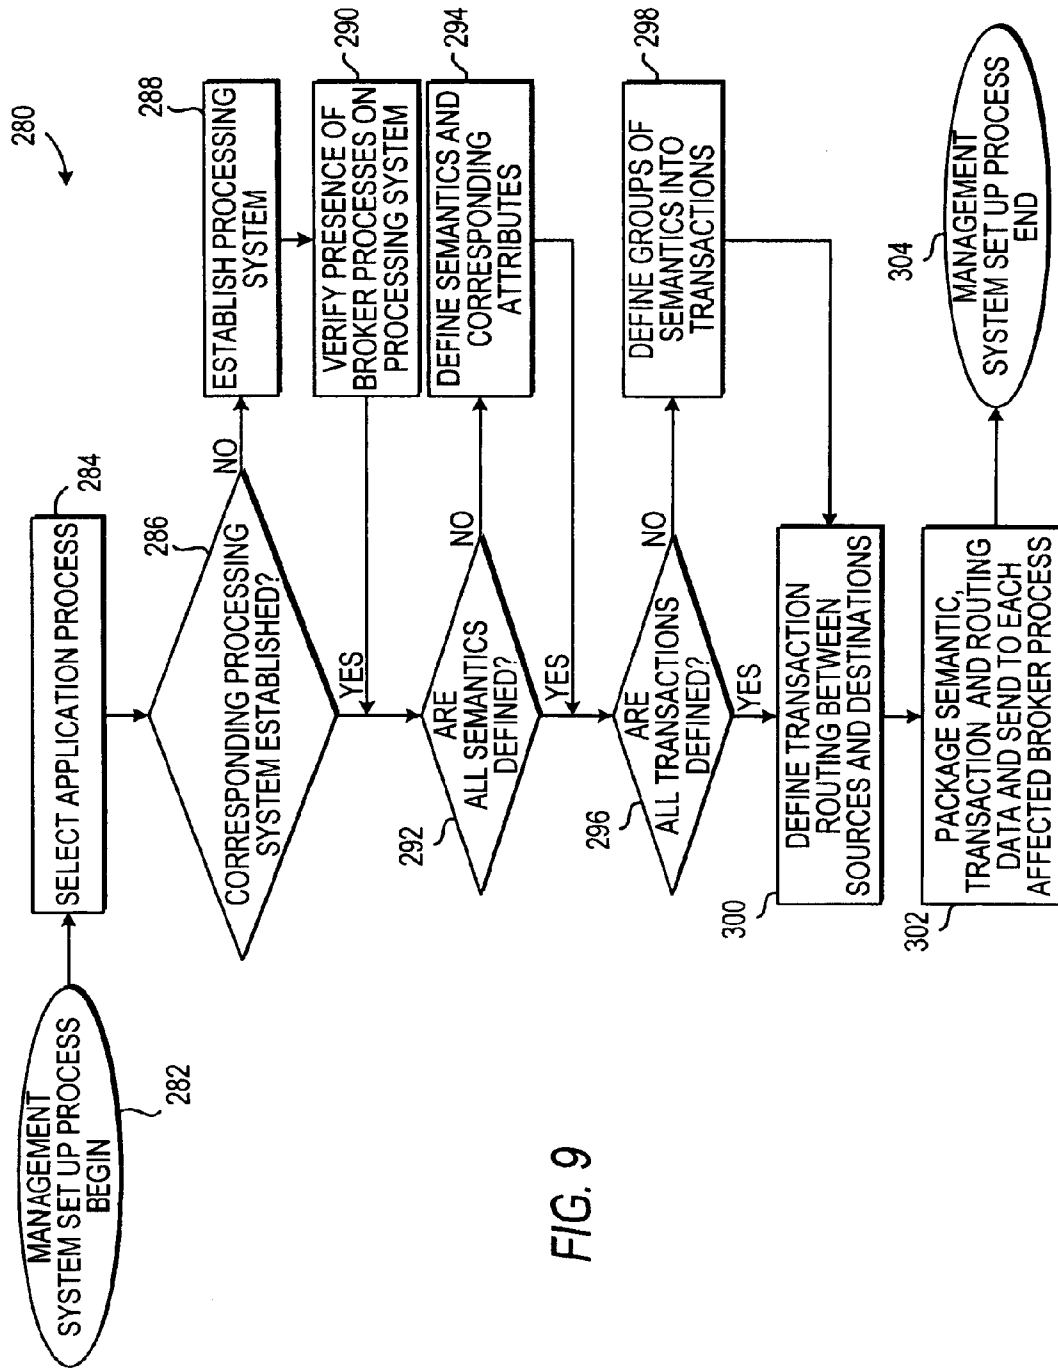 280
MANAGEMENT
SYSTEM SET UP PROCESS
BEGIN
282
SELECT APPLICATION PROCESS
284
CORRESPONDING PROCESSING
SYSTEM ESTABLISHED?
286
NO
YES
ESTABLISH PROCESSING
SYSTEM
288
VERIFY PRESENCE OF
BROKER PROCESSES ON
PROCESSING SYSTEM
290
ARE
ALL SEMANTICS
DEFINED?
292
NO
YES
DEFINE SEMANTICS AND
CORRESPONDING
ATTRIBUTES
294
ARE
ALL TRANSACTIONS
DEFINED?
296
NO
YES
DEFINE GROUPS OF
SEMANTICS INTO
TRANSACTIONS
298
DEFINE TRANSACTION
ROUTING BETWEEN
SOURCES AND DESTINATIONS
300
PACKAGE SEMANTIC,
TRANSACTION AND ROUTING
DATA AND SEND TO EACH
AFFECTED BROKER PROCESS
302
MANAGEMENT
SYSTEM SET UP PROCESS
END
304
FIG. 9